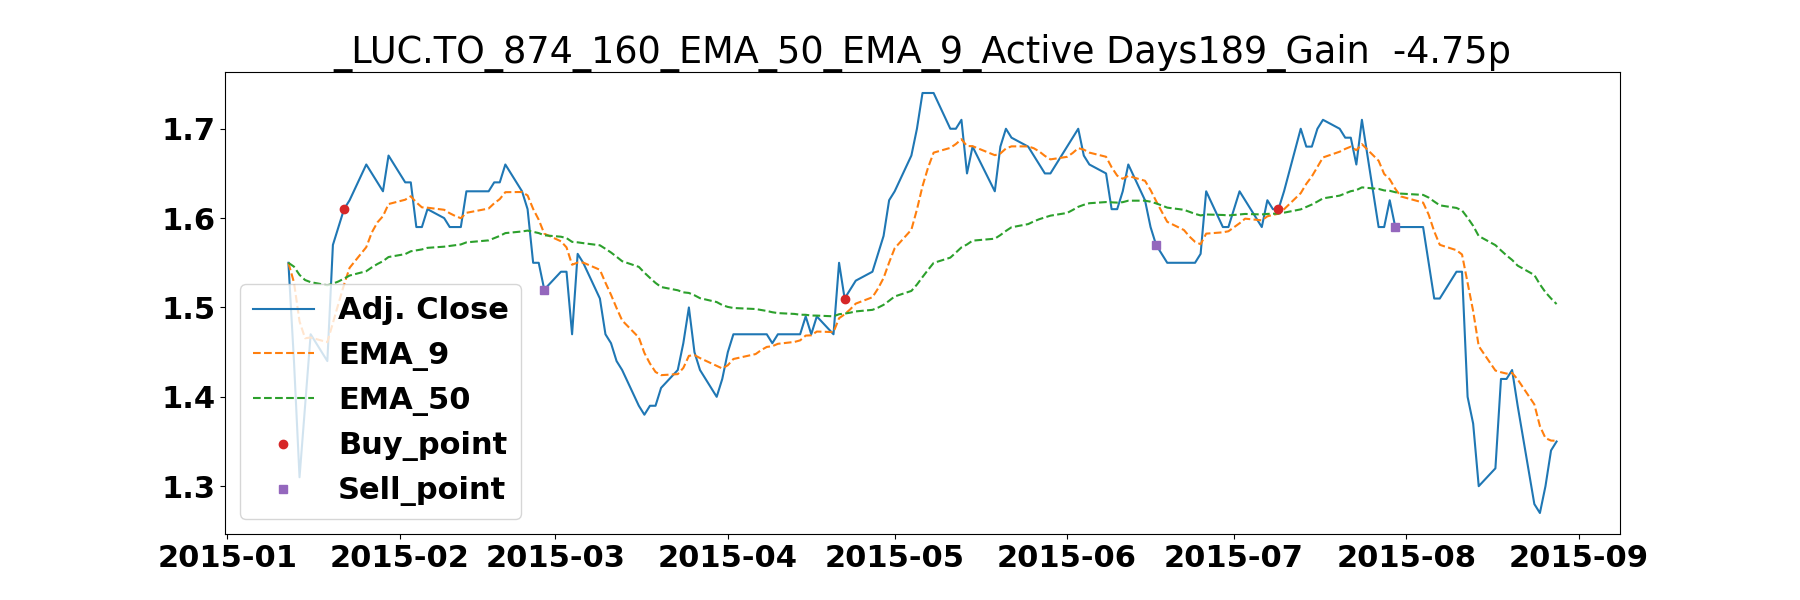 _LUC.TO_874_160_EMA_50_EMA_9_Active Days189_Gain  -4.75p
1.7
1.6
1.5
1.4
1.3
Adj. Close
EMA_9
EMA_50
Buy_point
Sell_point
2015-01 2015-02 2015-03 2015-04 2015-05 2015-06 2015-07 2015-08 2015-09